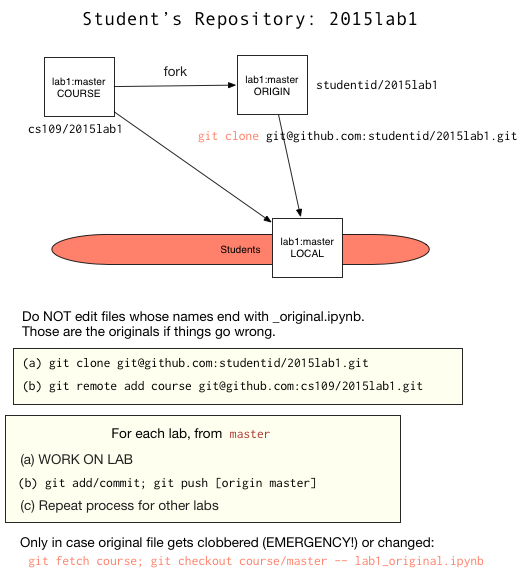 Student's Repository: 2015lab1
lab1:master
COURSE
fork
lab1:master
ORIGIN
studentid/2015lab1
cs109/2015lab1
git clone git@github.com:studentid/2015lab1.git
Students
lab1:master
LOCAL
Do NOT edit files whose names end with _original.ipynb.
Those are the originals if things go wrong.
(a) git clone git@github.com:studentid/2015lab1.git
(b) git remote add course git@github.com:cs109/2015lab1.git
For each lab, from master
(a) WORK ON LAB
(b) git add/commit; git push [origin master]
(c) Repeat process for other labs
Only in case original file gets clobbered (EMERGENCY!) or changed:
git fetch course; git checkout course/master -- lab1_original.ipynb